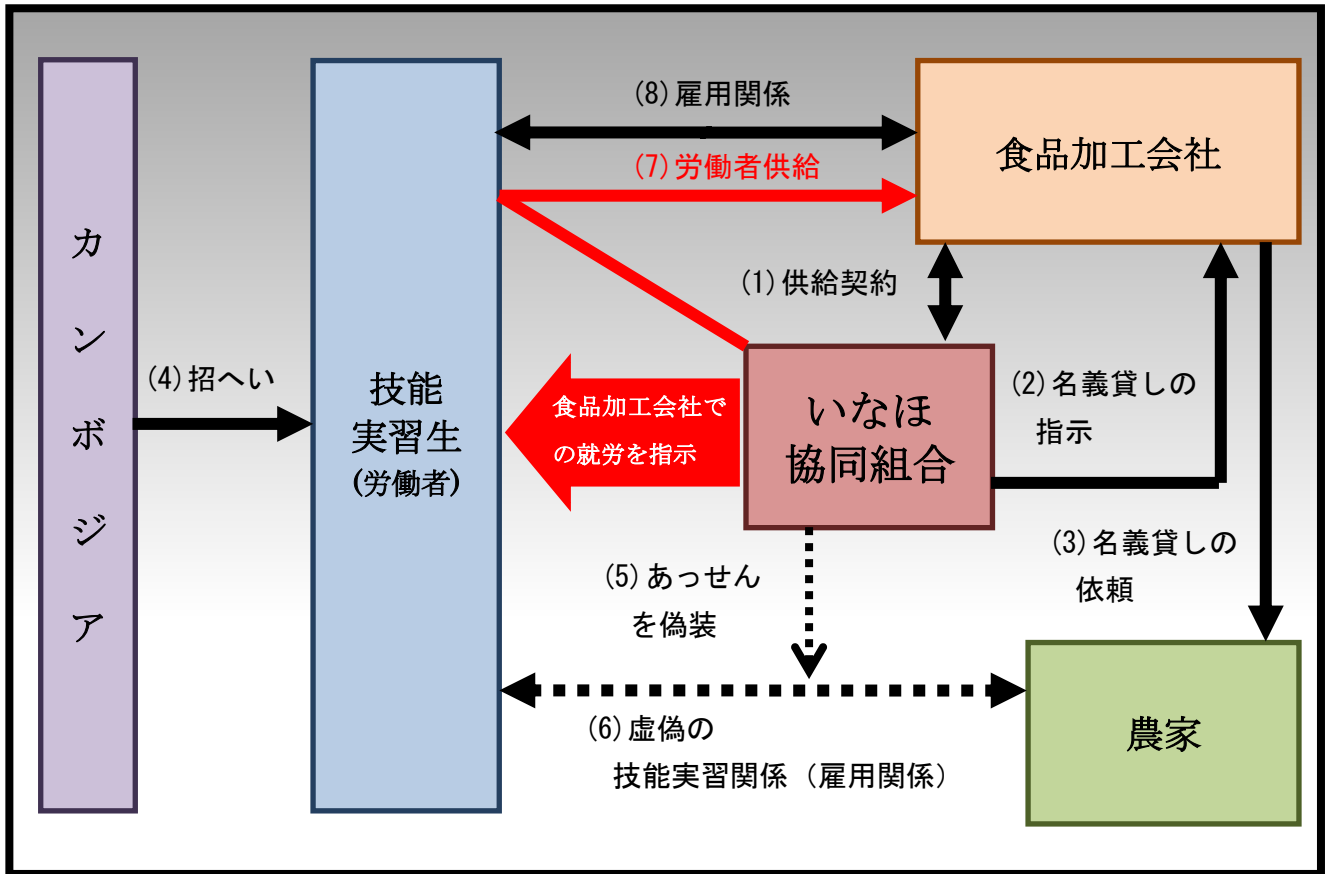 (8)雇用関係
(7)労働者供給
食品加工会社
カンボジア
(1)供給契約
(4)招へい
技能
実習生
(労働者)
食品加工会社で
の就労を指示
いなほ
協同組合
(2)名義貸しの
指示
(3)名義貸しの
依頼
(5)あっせん
を偽装
(6)虚偽の
技能実習関係（雇用関係）
農家